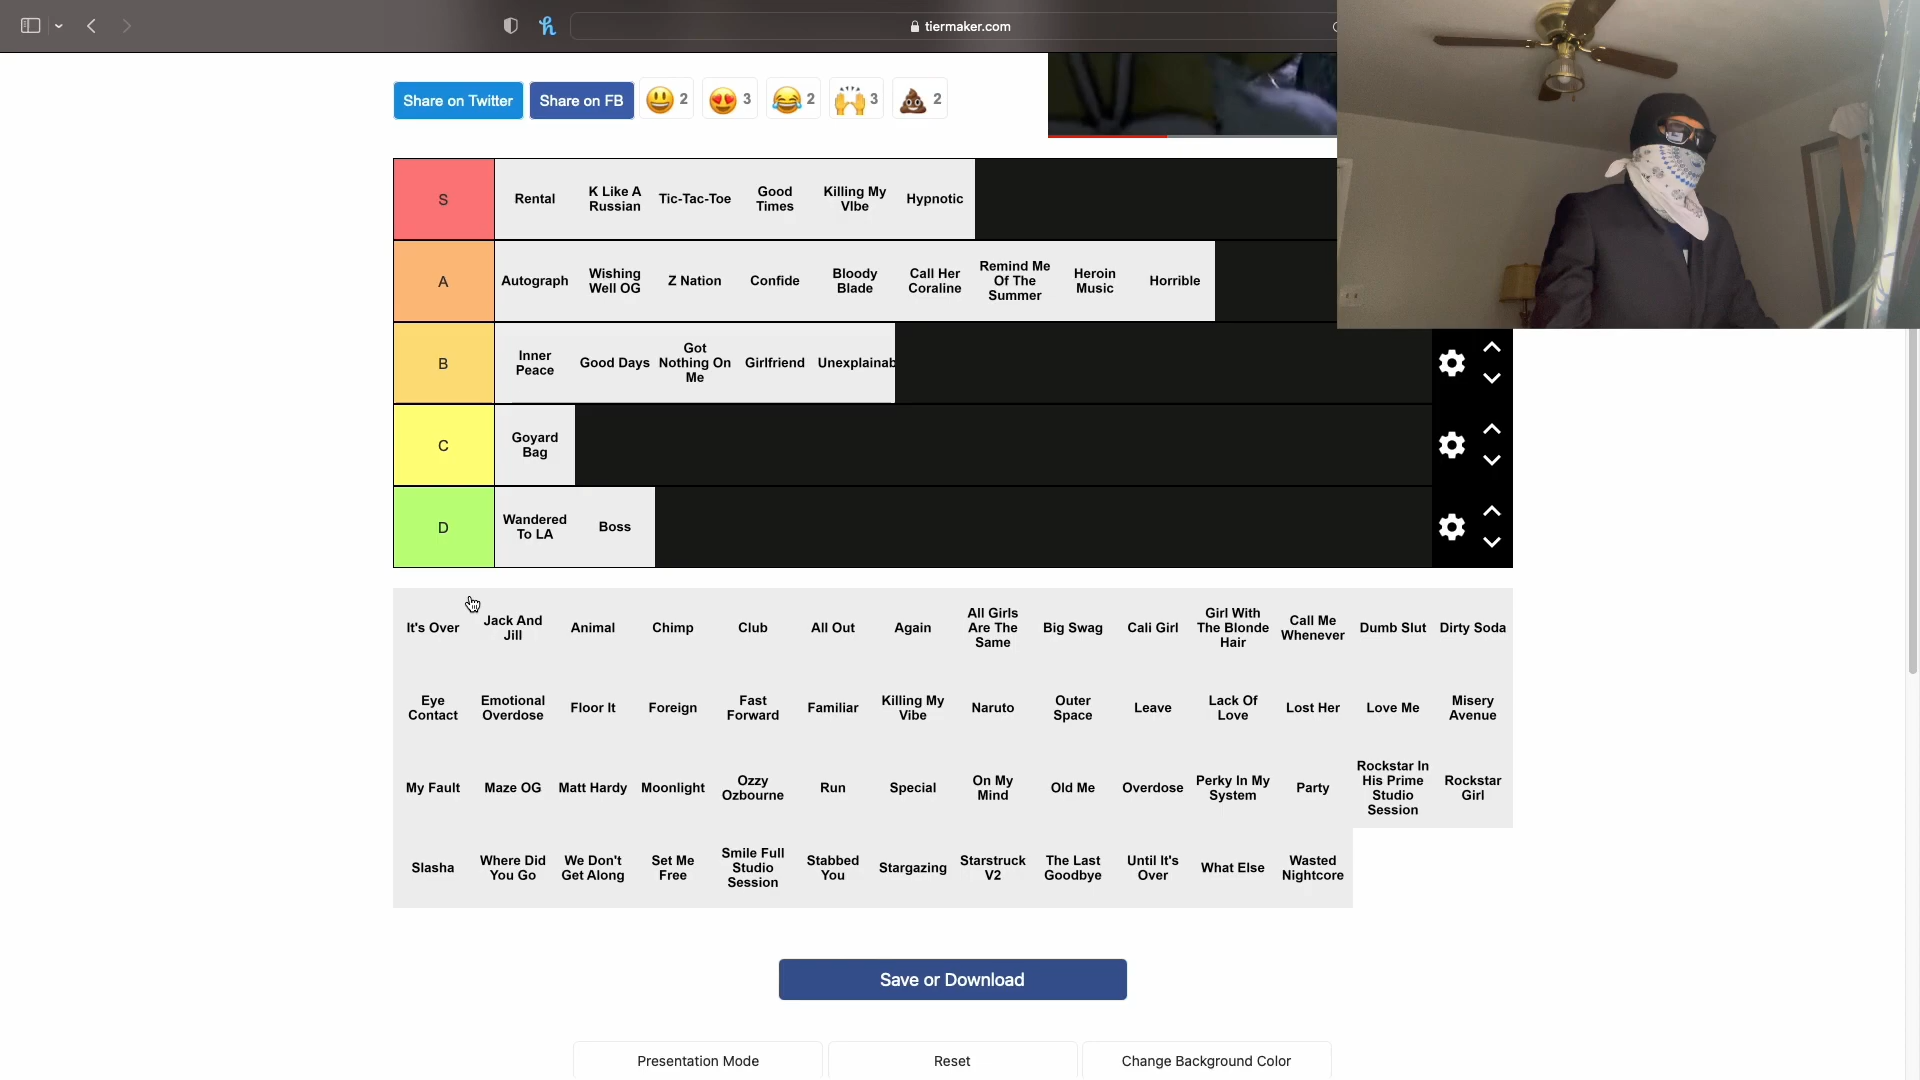 tiermaker.com
Share on Twitter
Share on FB
2
3
2
3
2
S
Rental
K Like A
Russian
Tic-Tac-Toe
Good
Times
Killing My
VIbe
Hypnotic
A
Autograph
Wishing
Well OG
Z Nation
Confide
Bloody
Blade
Call Her
Coraline
Remind Me
Of The
Summer
Heroin
Music
Horrible
B
Inner
Peace
Good Days
Got
Nothing On
Me
Girlfriend
Unexplainab
C
Goyard
Bag
D
Wandered
To LA
Boss
It's Over
Jack And
Jill
Animal
Chimp
Club
All Out
Again
All Girls
Are The
Same
Big Swag
Cali Girl
Girl With
The Blonde
Hair
Call Me
Whenever
Dumb Slut
Dirty Soda
Eye
Contact
Emotional
Overdose
Floor It
Foreign
Fast
Forward
Familiar
Killing My
Vibe
Naruto
Outer
Space
Leave
Lack Of
Love
Lost Her
Love Me
Misery
Avenue
My Fault
Maze OG
Matt Hardy
Moonlight
Ozzy
Ozbourne
Run
Special
On My
Mind
Old Me
Overdose
Perky In My
System
Party
Rockstar In
His Prime
Studio
Session
Rockstar
Girl
Slasha
Where Did
You Go
We Don't
Get Along
Set Me
Free
Smile Full
Studio
Session
Stabbed
You
Stargazing
Starstruck
V2
The Last
Goodbye
Until It's
Over
What Else
Wasted
Nightcore
Save or Download
Presentation Mode
Reset
Change Background Color